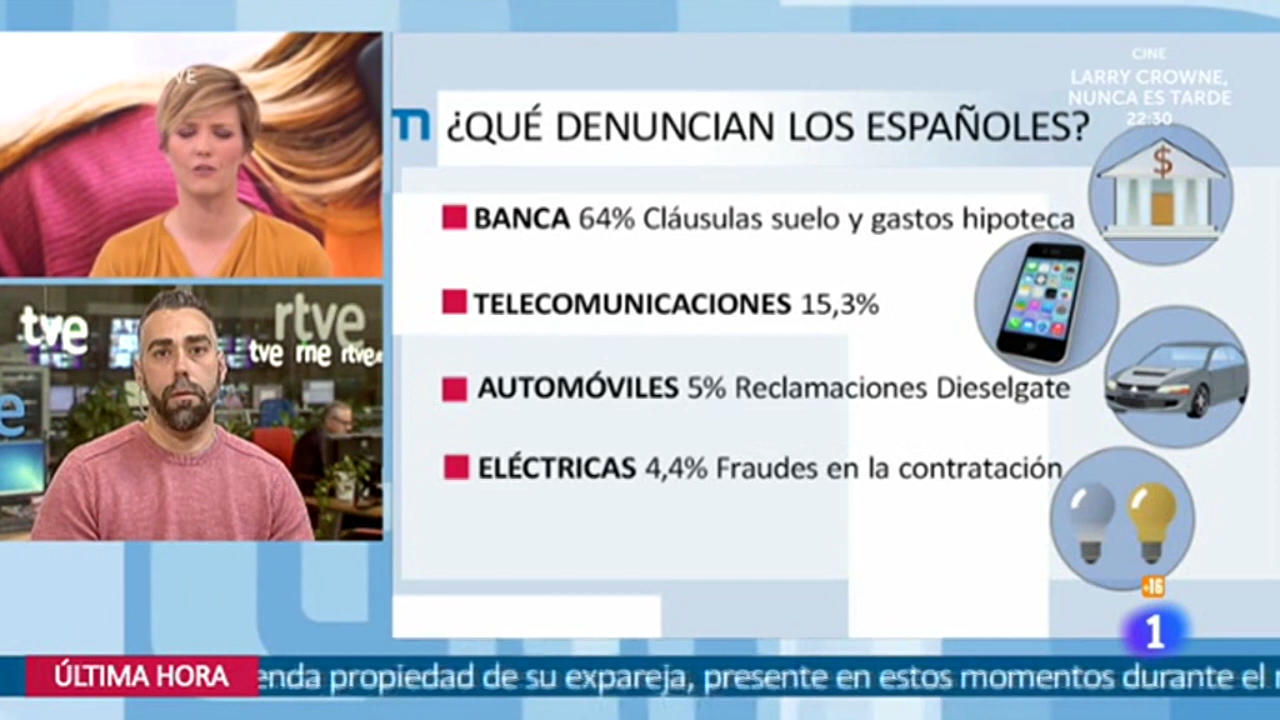 CINE
LARRY CROWNE,
NUNCA ES TARDE
22:30
m ¿QUÉ DENUNCIAN LOS ESPAÑOLES?
BANCA 64% Cláusulas suelo y gastos hipoteca
$
TELECOMUNICACIONES 15,3%
AUTOMÓVILES 5% Reclamaciones Dieselgate
ELÉCTRICAS 4,4% Fraudes en la contratación
tve
rtve
tve rne rtve.
e
+16
1
ÚLTIMA HORA
enda propiedad de su expareja, presente en estos momentos durante el